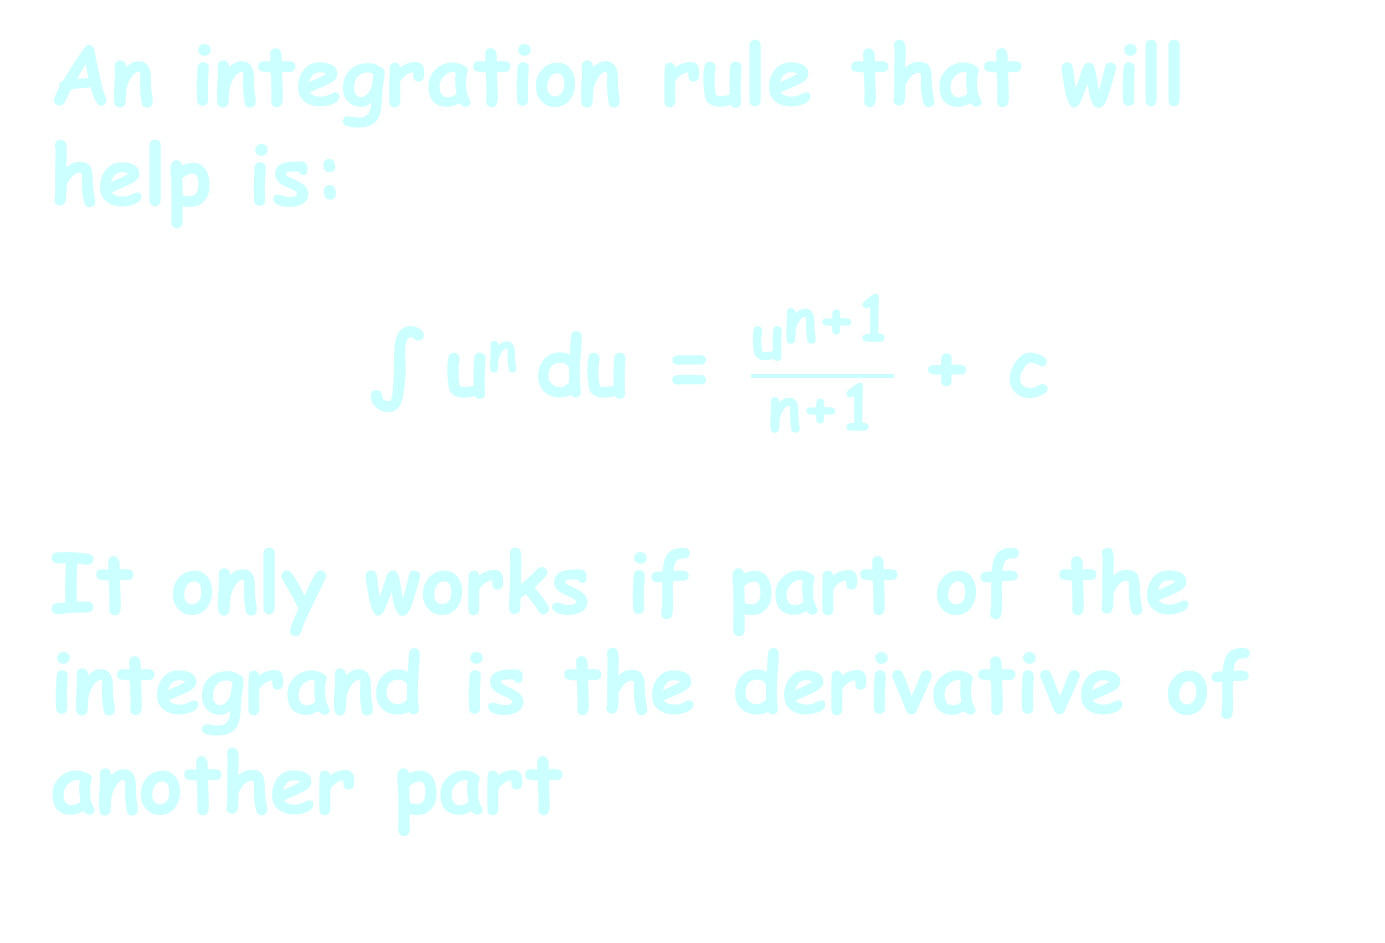 An integration rule that will
help is:
∫ uⁿ du = uⁿ⁺¹/n+1 + c
It only works if part of the
integrand is the derivative of
another part